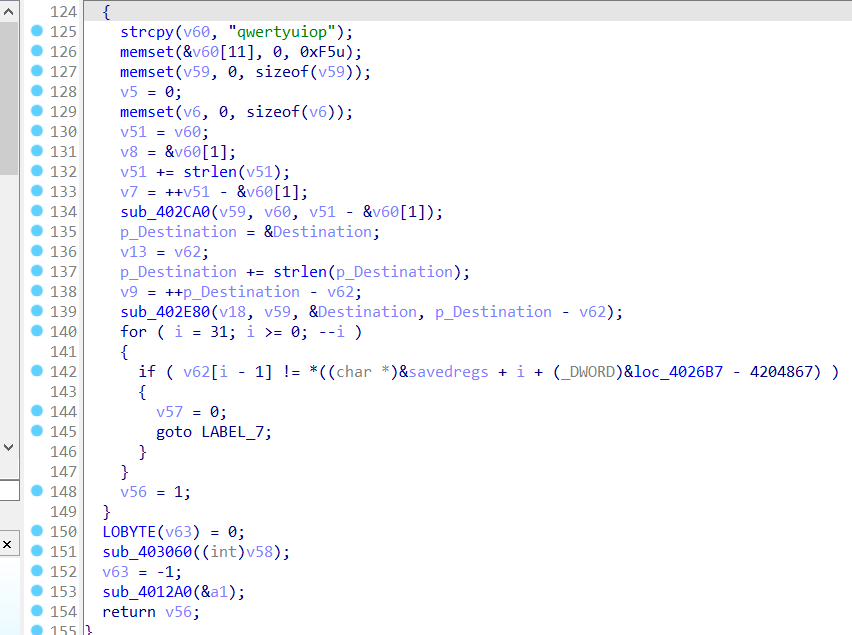 124 {
125 strcpy(v60, "qwertyuiop");
126 memset(&v60[11], 0, 0xF5u);
127 memset(v59, 0, sizeof(v59));
128 v5 = 0;
129 memset(v6, 0, sizeof(v6));
130 v51 = v60;
131 v8 = &v60[1];
132 v51 += strlen(v51);
133 v7 = ++v51 - &v60[1];
134 sub_402CA0(v59, v60, v51 - &v60[1]);
135 p_Destination = &Destination;
136 v13 = v62;
137 p_Destination += strlen(p_Destination);
138 v9 = ++p_Destination - v62;
139 sub_402E80(v18, v59, &Destination, p_Destination - v62);
140 for ( i = 31; i >= 0; --i )
141 {
142 if ( v62[i - 1] != *((char *)&savedregs + i + (_DWORD)&loc_4026B7 - 4204867) )
143 {
144 v57 = 0;
145 goto LABEL_7;
146 }
147 }
148 v56 = 1;
149 }
150 LOBYTE(v63) = 0;
151 sub_403060((int)v58);
152 v63 = -1;
153 sub_4012A0(&a1);
154 return v56;
155 }